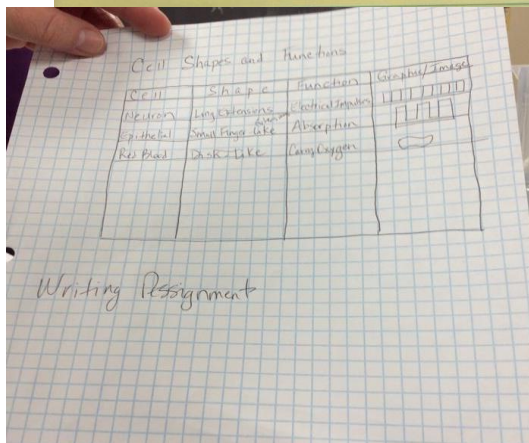 Cell Shapes and Functions
Cell Shape Function Graphic/Image
Neuron Long Extensions Electrical Impulses
Epithelial Small Finger Like Absorption
Red Blood Disk-Like Carry Oxygen
Writing Assignment